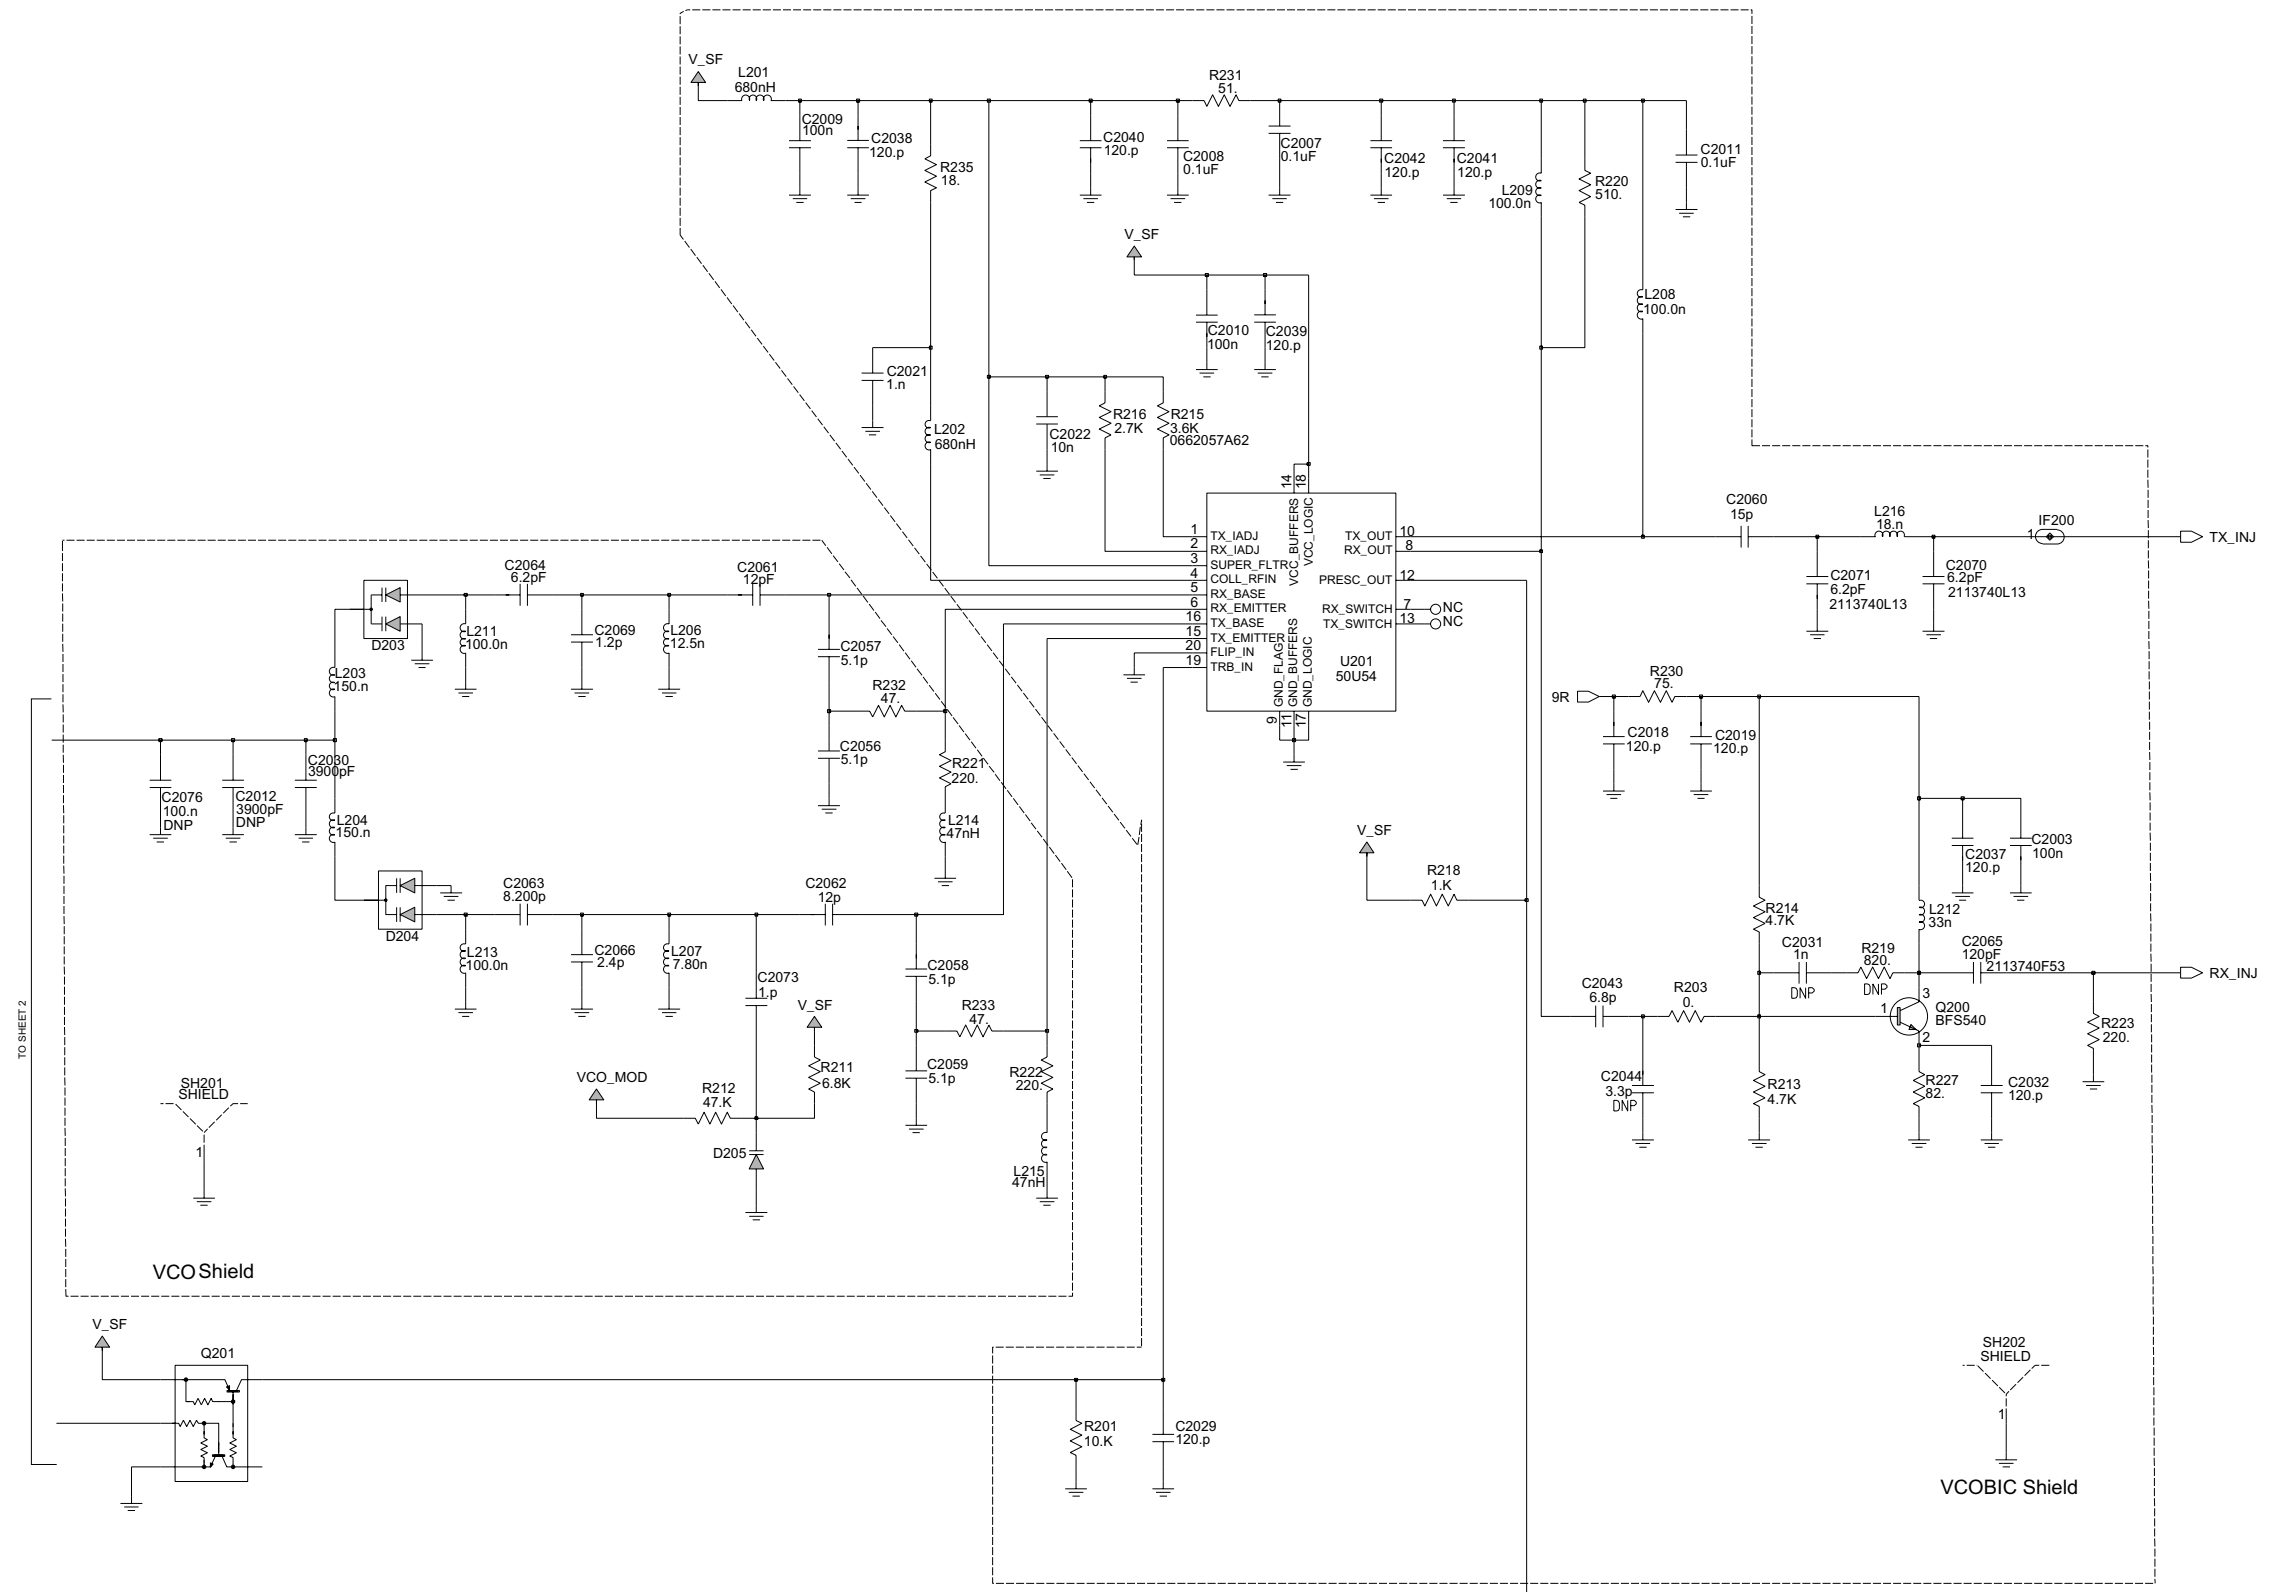 V_SF
L201
680nH
C2009
100n
C2038
120.p
R235
18.
C2040
120.p
C2008
0.1uF
R231
51.
C2007
0.1uF
C2042
120.p
C2041
120.p
L209
100.0n
R220
510.
C2011
0.1uF
V_SF
C2010
100n
C2039
120.p
L208
100.0n
C2021
1.n
L202
680nH
C2022
10n
R216
2.7K
R215
3.6K
0662057A62
14
18
VCC_BUFFERS
VCC_LOGIC
1 TX_IADJ
2 RX_IADJ
3 SUPER_FLTR
4 COLL_RFIN
5 RX_BASE
6 RX_EMITTER
16 TX_BASE
15 TX_EMITTER
20 FLIP_IN
19 TRB_IN
TX_OUT 10
RX_OUT 8
PRESC_OUT 12
RX_SWITCH 7 NC
TX_SWITCH 13 NC
GND_FLAG
GND_BUFFERS
GND_LOGIC
9
11
17
U201
50U54
C2060
15p
L216
18.n
IF200
1
TX_INJ
C2071
6.2pF
2113740L13
C2070
6.2pF
2113740L13
D203
L211
100.0n
C2064
6.2pF
C2069
1.2p
L206
12.5n
C2061
12pF
C2057
5.1p
R232
47.
C2056
5.1p
R221
220.
L214
47nH
L203
150.n
C2076
100.n
DNP
C2012
3900pF
DNP
C2030
3900pF
L204
150.n
D204
L213
100.0n
C2063
8.200p
C2066
2.4p
L207
7.80n
C2073
1.p
C2062
12p
C2058
5.1p
R233
47.
C2059
5.1p
R222
220.
L215
47nH
V_SF
R211
6.8K
VCO_MOD
R212
47.K
D205
TO SHEET 2
SH201
SHIELD
1
VCO Shield
9R
R230
75.
C2018
120.p
C2019
120.p
V_SF
R218
1.K
R214
4.7K
C2037
120.p
C2003
100n
L212
33n
C2031
1n
DNP
R219
820.
DNP
C2065
120pF
2113740F53
RX_INJ
C2043
6.8p
R203
0.
1
3
2
Q200
BFS540
R223
220.
C2044
3.3p
DNP
R213
4.7K
R227
82.
C2032
120.p
V_SF
Q201
R201
10.K
C2029
120.p
SH202
SHIELD
1
VCOBIC Shield